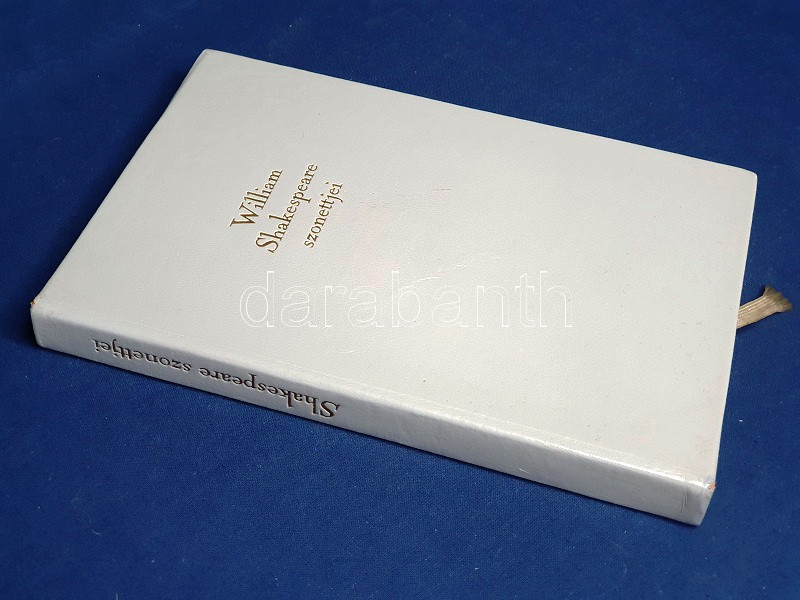 William
Shakespeare
szonettjei
darabanth
Shakespeare szonettjei